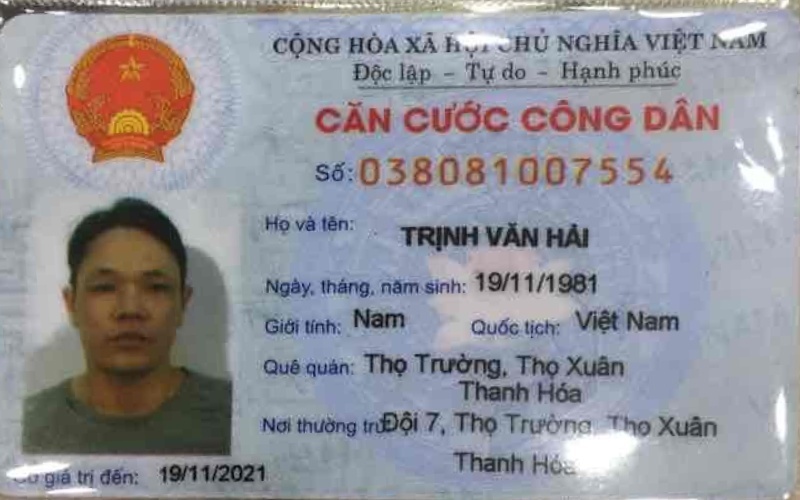 CỘNG HÒA XÃ HỘI CHỦ NGHĨA VIỆT NAM
Độc lập - Tự do - Hạnh phúc
CĂN CƯỚC CÔNG DÂN
Số: 038081007554
Họ và tên: TRỊNH VĂN HẢI
Ngày, tháng, năm sinh: 19/11/1981
Giới tính: Nam Quốc tịch: Việt Nam
Quê quán: Thọ Trường, Thọ Xuân
Thanh Hóa
Nơi thường trú: Đội 7, Thọ Trường, Thọ Xuân
Thanh Hóa
Có giá trị đến: 19/11/2021